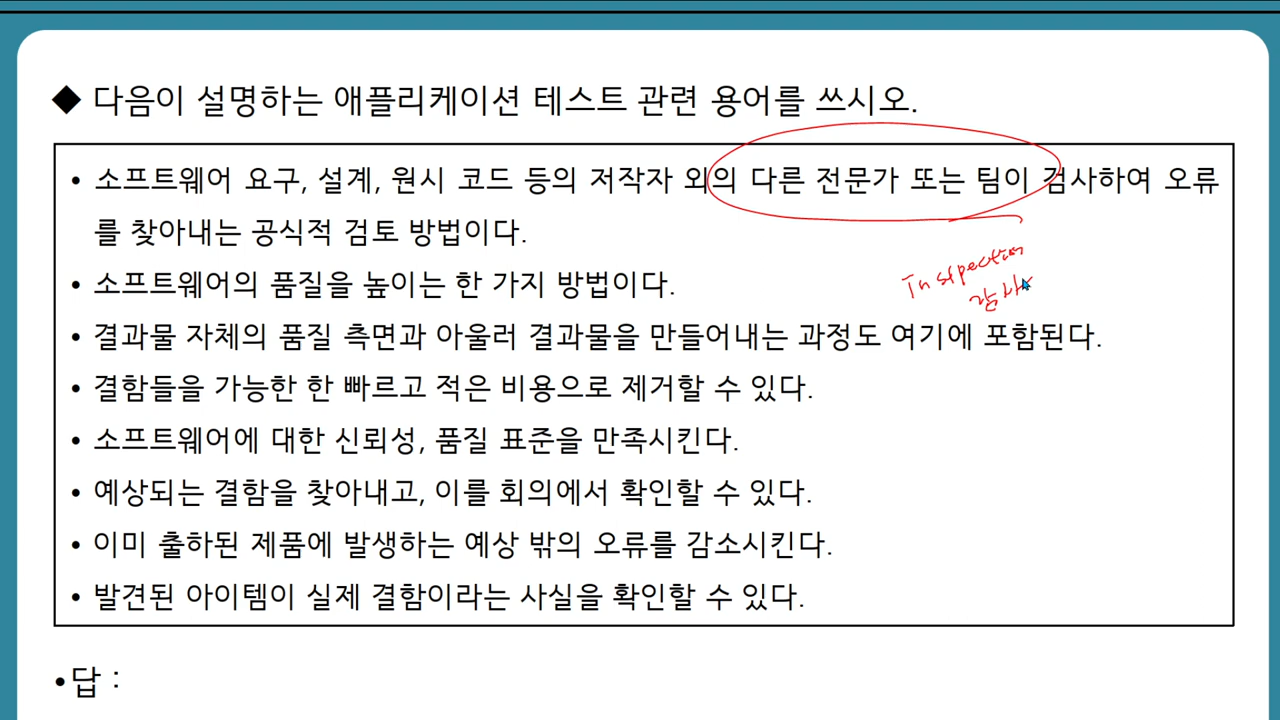 ◆ 다음이 설명하는 애플리케이션 테스트 관련 용어를 쓰시오.
• 소프트웨어 요구, 설계, 원시 코드 등의 저작자 외의 다른 전문가 또는 팀이 검사하여 오류
를 찾아내는 공식적 검토 방법이다.
• 소프트웨어의 품질을 높이는 한 가지 방법이다.
Inspection
• 결과물 자체의 품질 측면과 아울러 결과물을 만들어내는 과정도 여기에 포함된다.
• 결함들을 가능한 한 빠르고 적은 비용으로 제거할 수 있다.
• 소프트웨어에 대한 신뢰성, 품질 표준을 만족시킨다.
• 예상되는 결함을 찾아내고, 이를 회의에서 확인할 수 있다.
• 이미 출하된 제품에 발생하는 예상 밖의 오류를 감소시킨다.
• 발견된 아이템이 실제 결함이라는 사실을 확인할 수 있다.
•답 :